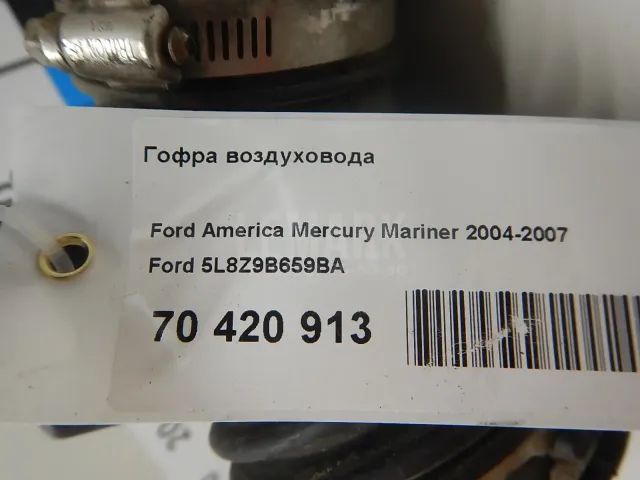 Гофра воздуховода
Ford America Mercury Mariner 2004-2007
Ford 5L8Z9B659BA
70 420 913